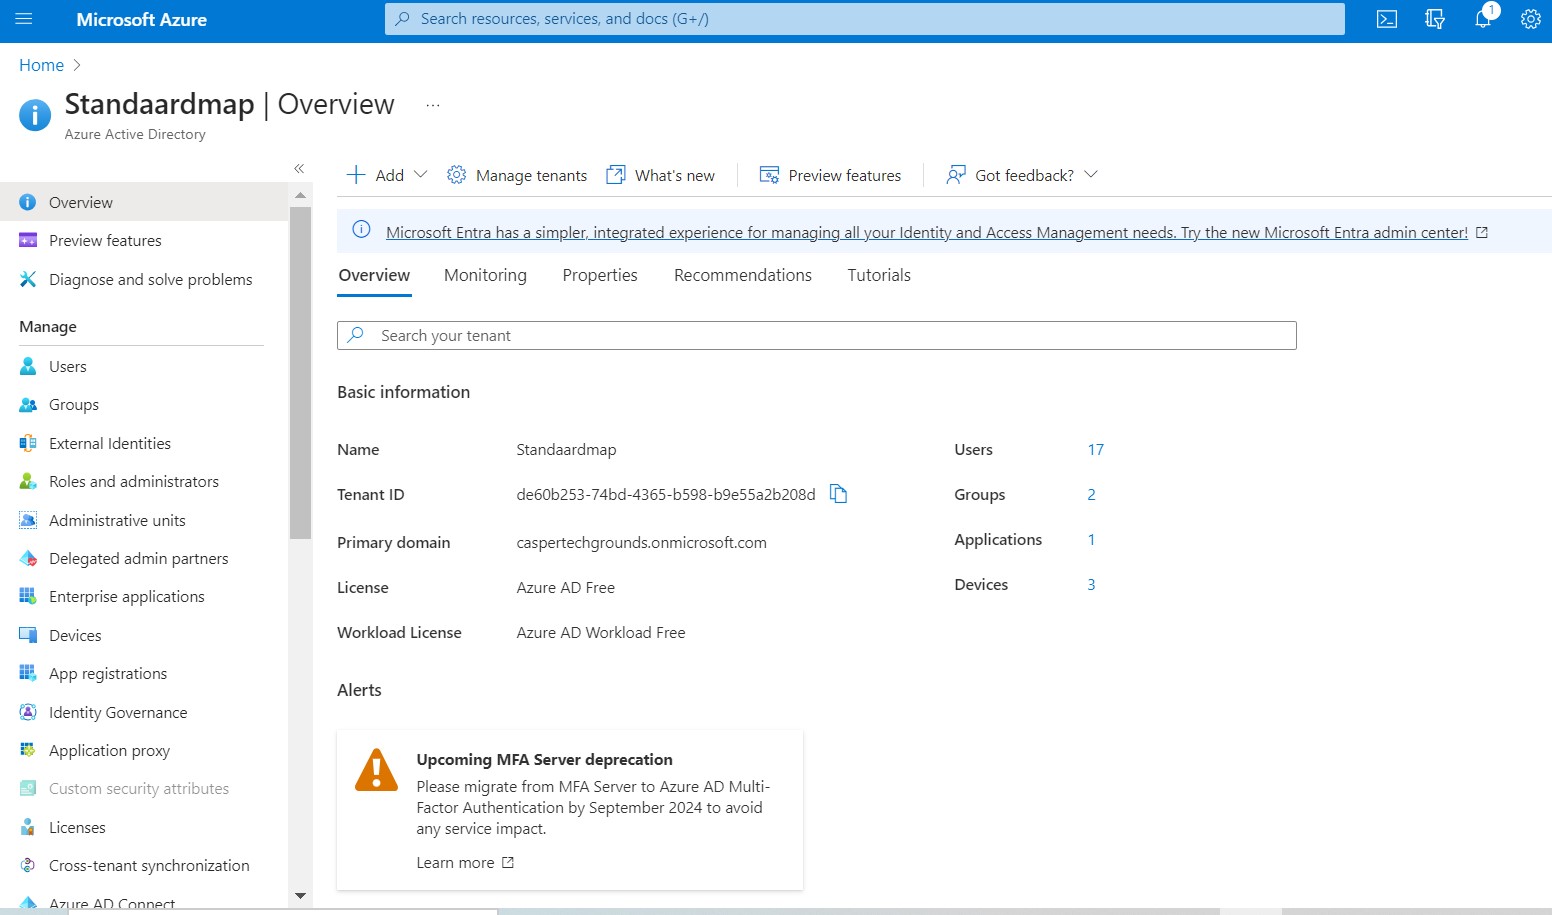 Microsoft Azure
Search resources, services, and docs (G+/)
1
Home
Standaardmap | Overview
...
Azure Active Directory
Add
Manage tenants
What's new
Preview features
Got feedback?
Microsoft Entra has a simpler, integrated experience for managing all your Identity and Access Management needs. Try the new Microsoft Entra admin center!
Overview
Preview features
Diagnose and solve problems
Manage
Users
Groups
External Identities
Roles and administrators
Administrative units
Delegated admin partners
Enterprise applications
Devices
App registrations
Identity Governance
Application proxy
Custom security attributes
Licenses
Cross-tenant synchronization
Azure AD Connect
Overview Monitoring Properties Recommendations Tutorials
Search your tenant
Basic information
Name Standaardmap
Tenant ID de60b253-74bd-4365-b598-b9e55a2b208d
Primary domain caspertechgrounds.onmicrosoft.com
License Azure AD Free
Workload License Azure AD Workload Free
Users 17
Groups 2
Applications 1
Devices 3
Alerts
Upcoming MFA Server deprecation
Please migrate from MFA Server to Azure AD Multi-
Factor Authentication by September 2024 to avoid
any service impact.
Learn more